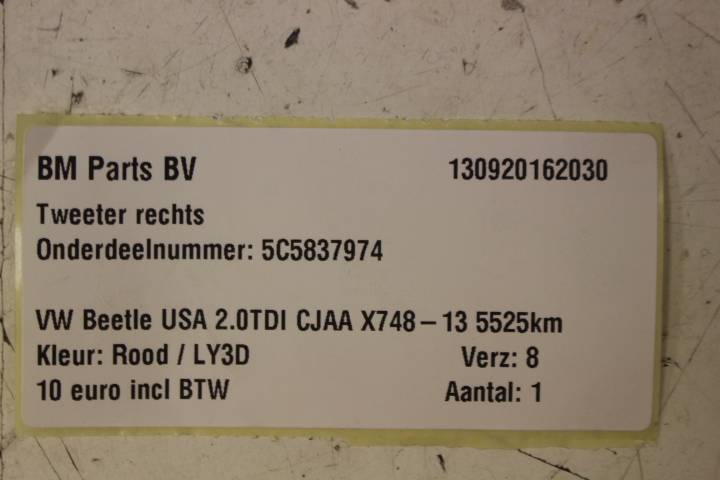 BM Parts BV 130920162030
Tweeter rechts
Onderdeelnummer: 5C5837974
VW Beetle USA 2.0TDI CJAA X748 – 13 5525km
Kleur: Rood / LY3D Verz: 8
10 euro incl BTW Aantal: 1